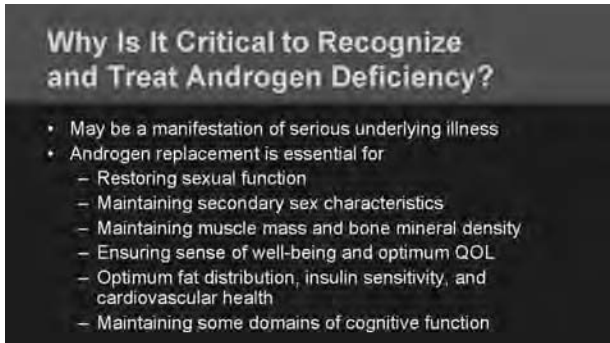 Why Is It Critical to Recognize
and Treat Androgen Deficiency?
• May be a manifestation of serious underlying illness
• Androgen replacement is essential for
– Restoring sexual function
– Maintaining secondary sex characteristics
– Maintaining muscle mass and bone mineral density
– Ensuring sense of well-being and optimum QOL
– Optimum fat distribution, insulin sensitivity, and
cardiovascular health
– Maintaining some domains of cognitive function